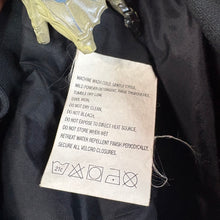 MACHINE WASH COLD, GENTLE CYCLE.
MILD POWDER DETERGENT.
TUMBLE DRY LOW.
COOL IRON.
DO NOT DRY CLEAN.
DO NOT BLEACH.
DO NOT EXPOSE TO DIRECT HEAT SOURCE.
DO NOT STORE WHEN WET.
RETREAT WATER REPELLENT FINISH PERIODICALLY.
SECURE ALL VELCRO CLOSURES.